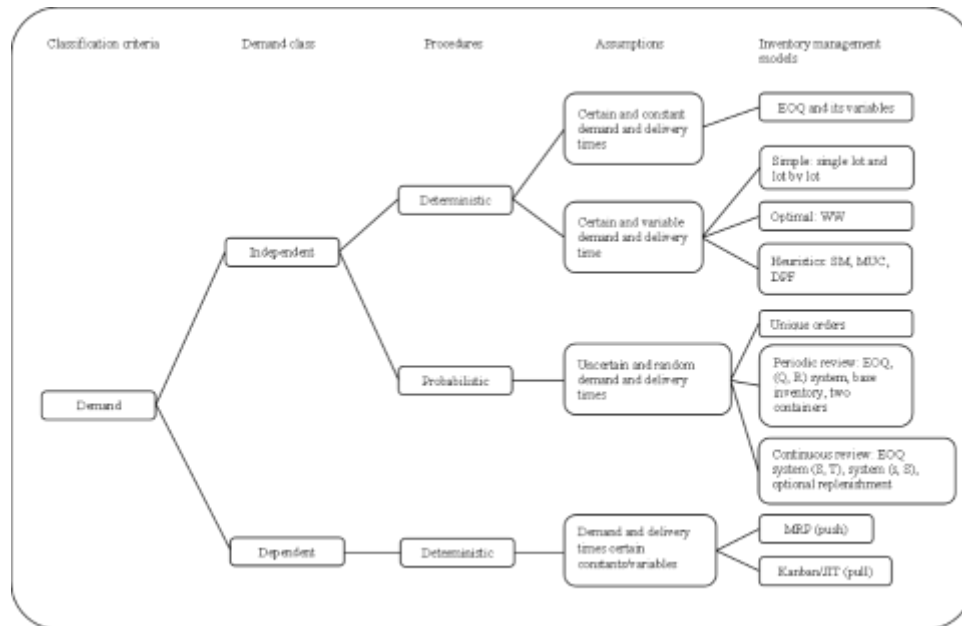 Classification criteria
Demand class
Procedures
Assumptions
Inventory management
models
Certain and constant
demand and delivery
times
EOQ and its variables
Simple: single lot and
lot by lot
Deterministic
Certain and variable
demand and delivery
time
Optimal: WW
Independent
Heuristics: SM, MUC,
DPF
Unique orders
Probabilistic
Uncertain and random
demand and delivery
times
Periodic review: EOQ,
(Q, R) system, base
inventory, two
containers
Demand
Continuous review: EOQ
system (S, T), system (s, S),
optional replenishment
Dependent
Deterministic
Demand and delivery
times certain
constants/variables
MRP (push)
Kanban/JIT (pull)